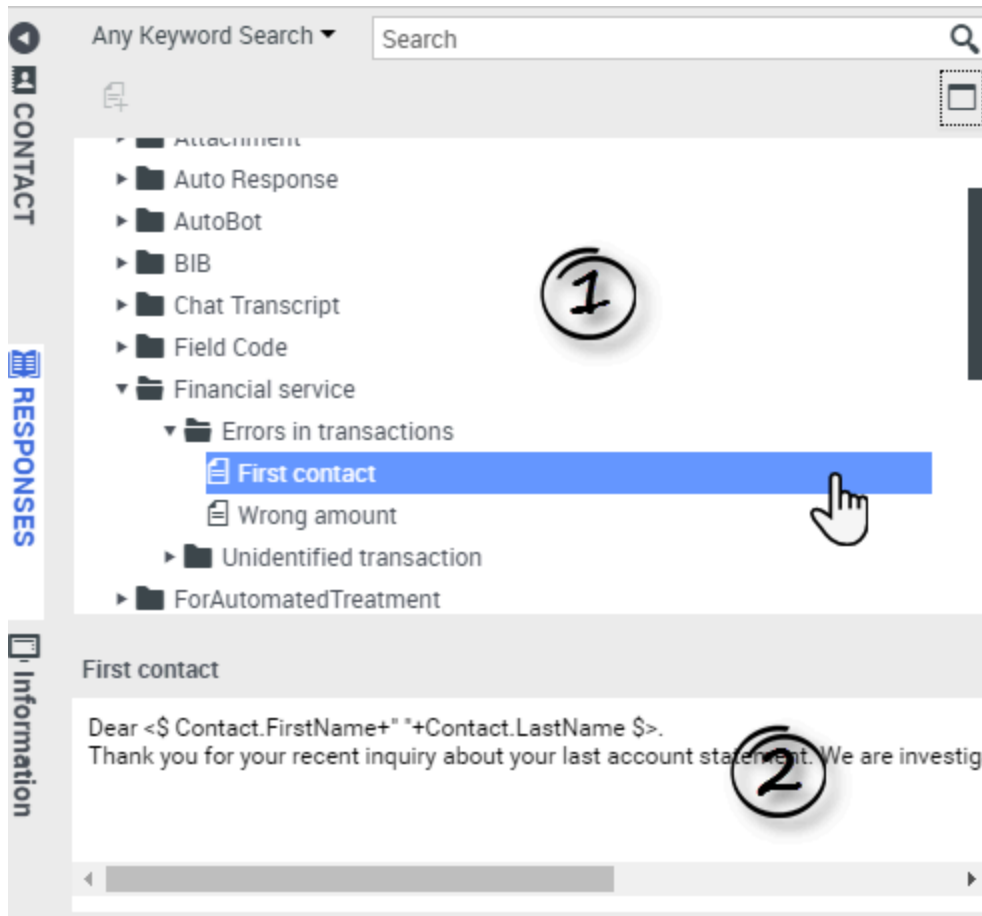 Any Keyword Search
Search
CONTACT
RESPONSES
Information
Attachment
Auto Response
AutoBot
BIB
Chat Transcript
Field Code
Financial service
Errors in transactions
First contact
Wrong amount
Unidentified transaction
ForAutomatedTreatment
1
First contact
Dear <$ Contact.FirstName+" "+Contact.LastName $>.
Thank you for your recent inquiry about your last account statement. We are investig
2